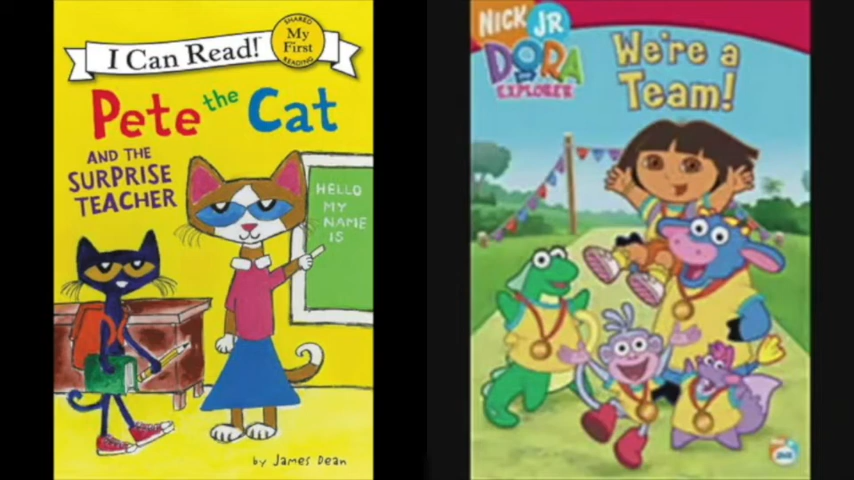 I Can Read!
SHARED
My
First
READING
Pete the Cat
AND THE
SURPRISE
TEACHER
HELLO
MY
NAME
IS
by James Dean
NICK JR
DORA
the
EXPLORER
We're a
Team!